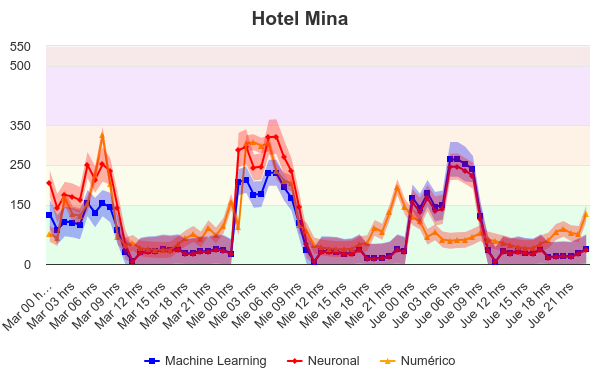 Hotel Mina
550
500
350
250
150
0
Mar 00 h...
Mar 03 hrs
Mar 06 hrs
Mar 09 hrs
Mar 12 hrs
Mar 15 hrs
Mar 18 hrs
Mar 21 hrs
Mie 00 hrs
Mie 03 hrs
Mie 06 hrs
Mie 09 hrs
Mie 12 hrs
Mie 15 hrs
Mie 18 hrs
Mie 21 hrs
Jue 00 hrs
Jue 03 hrs
Jue 06 hrs
Jue 09 hrs
Jue 12 hrs
Jue 15 hrs
Jue 18 hrs
Jue 21 hrs
Machine Learning Neuronal Numérico